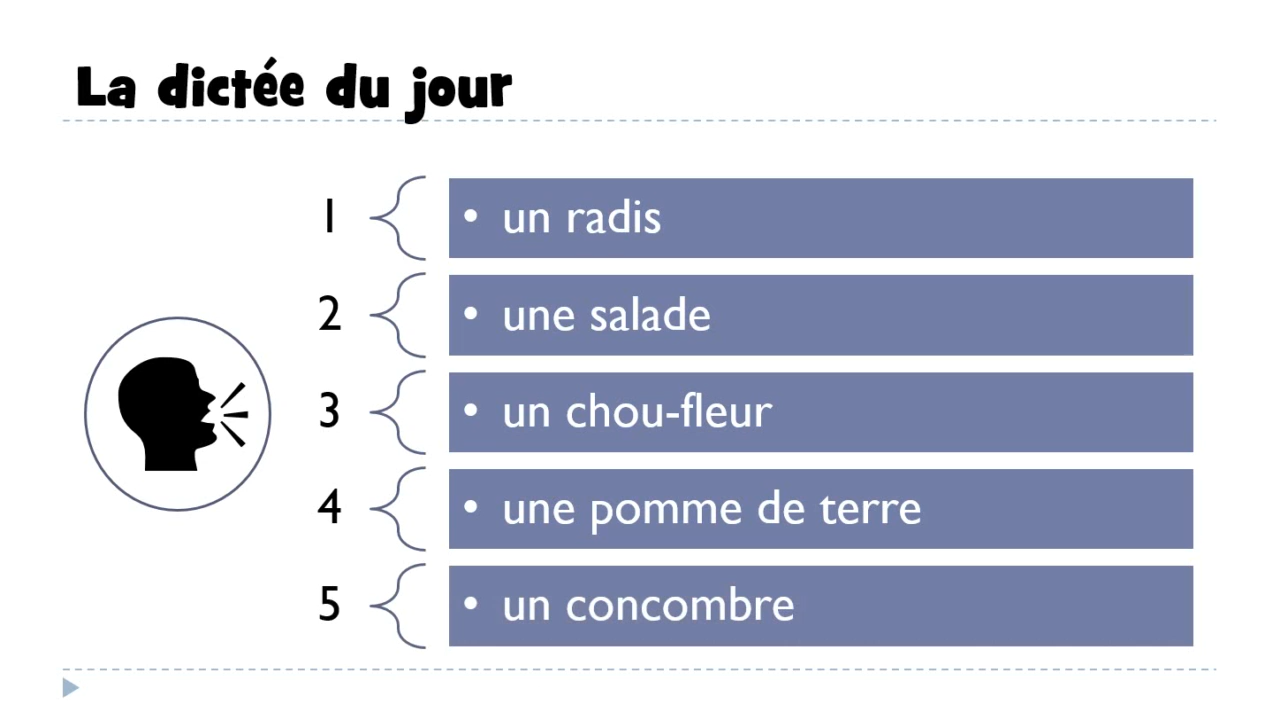 La dictée du jour
1
• un radis
2
• une salade
3
• un chou-fleur
4
• une pomme de terre
5
• un concombre